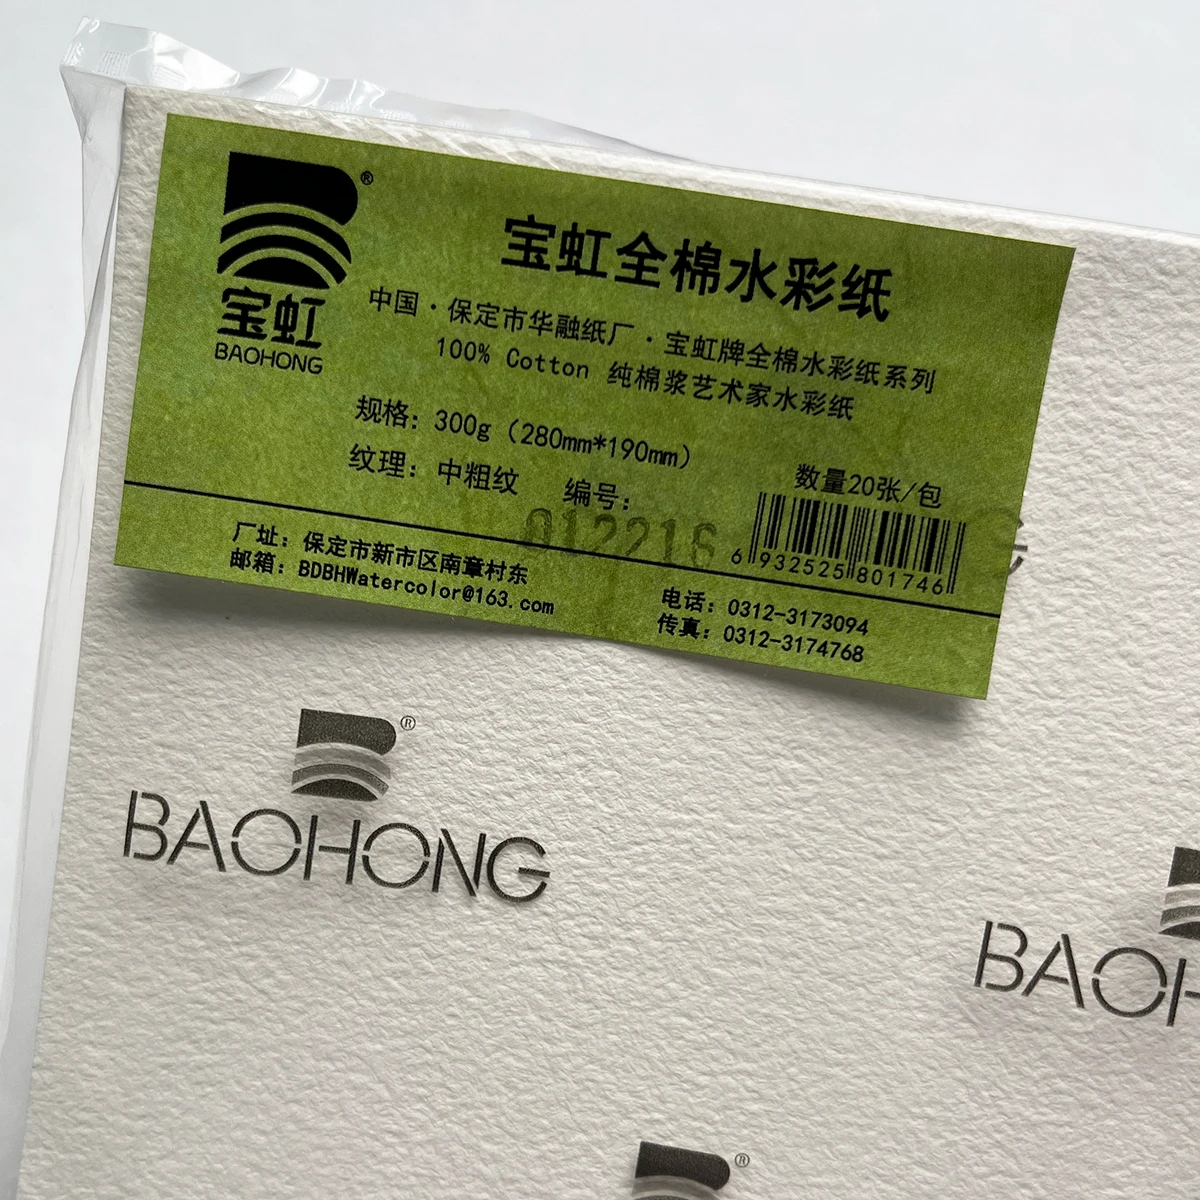 ®
宝虹
BAOHONG
宝虹全棉水彩纸
中国·保定市华融纸厂·宝虹牌全棉水彩纸系列
100% Cotton 纯棉浆艺术家水彩纸
规格: 300g (280mm*190mm)
纹理: 中粗纹 编号:
012216
数量20张/包
6 932525 801746
厂址: 保定市新市区南章村东
邮箱: BDBHWatercolor@163.com
电话: 0312-3173094
传真: 0312-3174768
®
BAOHONG
BAOH
®